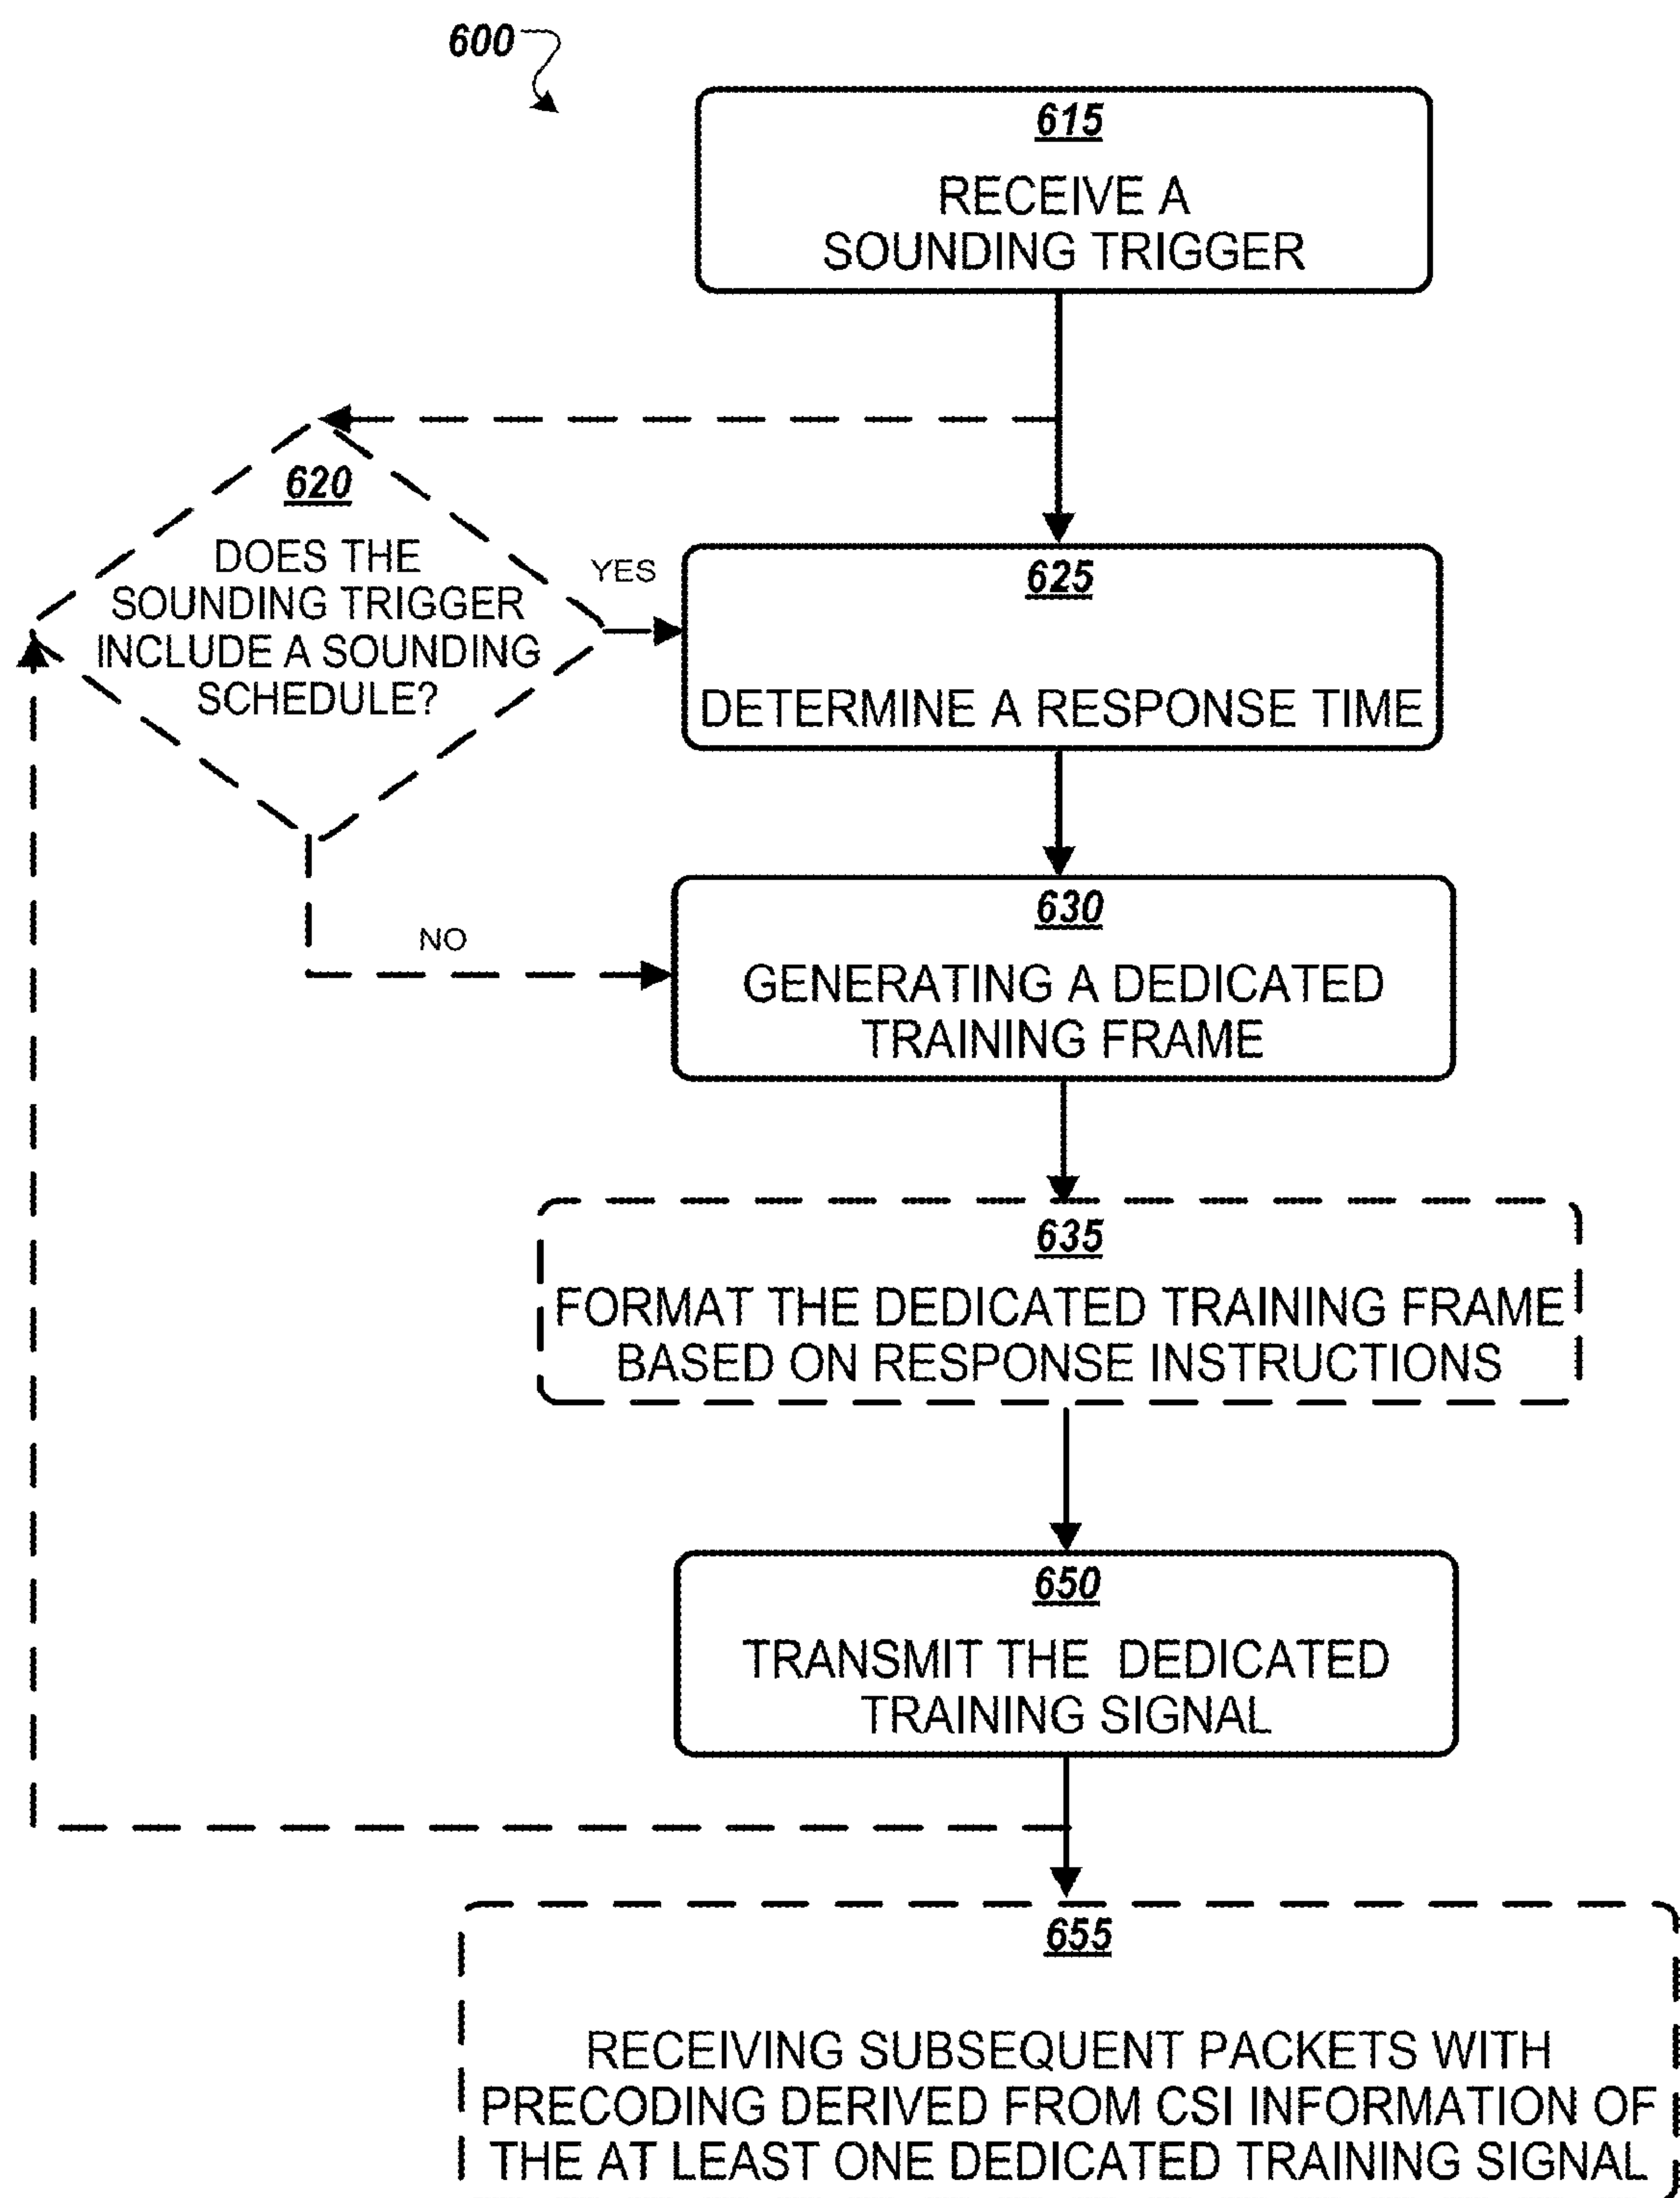 600
615
RECEIVE A
SOUNDING TRIGGER
620
DOES THE
SOUNDING TRIGGER
INCLUDE A SOUNDING
SCHEDULE?
YES
625
DETERMINE A RESPONSE TIME
NO
630
GENERATING A DEDICATED
TRAINING FRAME
635
FORMAT THE DEDICATED TRAINING FRAME
BASED ON RESPONSE INSTRUCTIONS
650
TRANSMIT THE DEDICATED
TRAINING SIGNAL
655
RECEIVING SUBSEQUENT PACKETS WITH
PRECODING DERIVED FROM CSI INFORMATION OF
THE AT LEAST ONE DEDICATED TRAINING SIGNAL